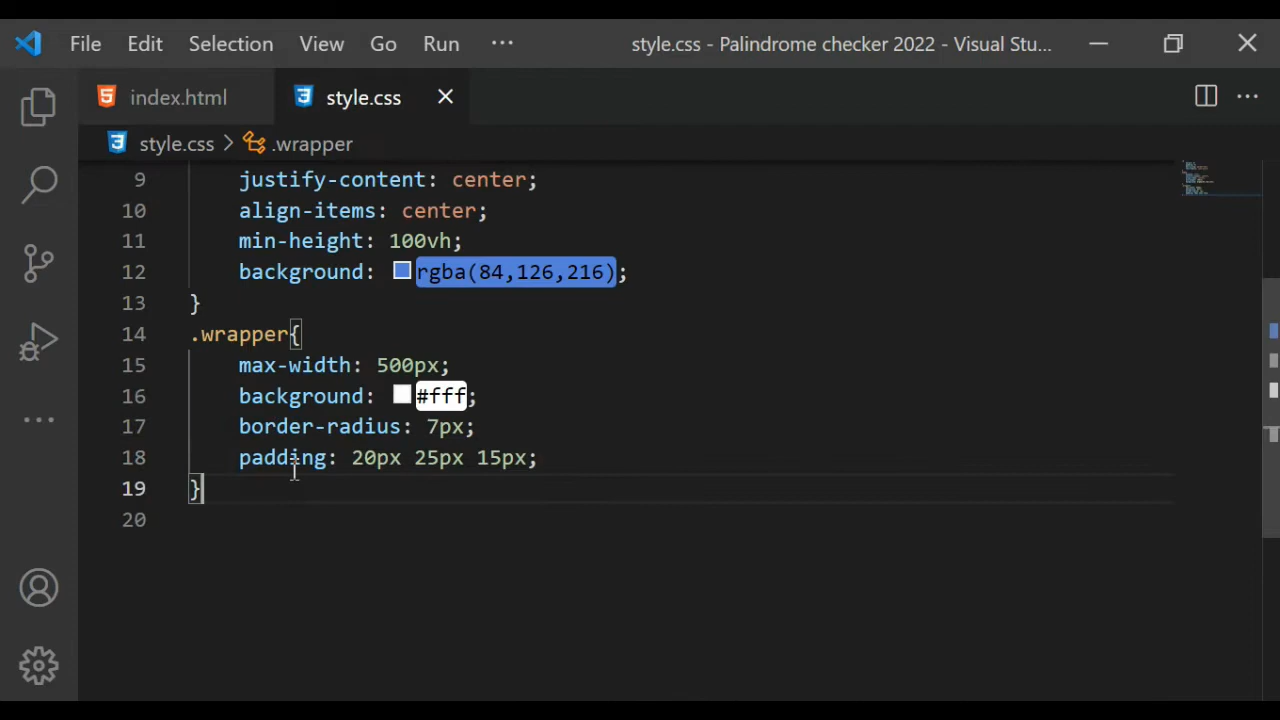 File Edit Selection View Go Run ··· style.css - Palindrome checker 2022 - Visual Stu...
index.html style.css
style.css > .wrapper
9 justify-content: center;
10 align-items: center;
11 min-height: 100vh;
12 background: rgba(84,126,216);
13 }
14 .wrapper{
15 max-width: 500px;
16 background: #fff;
17 border-radius: 7px;
18 padding: 20px 25px 15px;
19 }
20